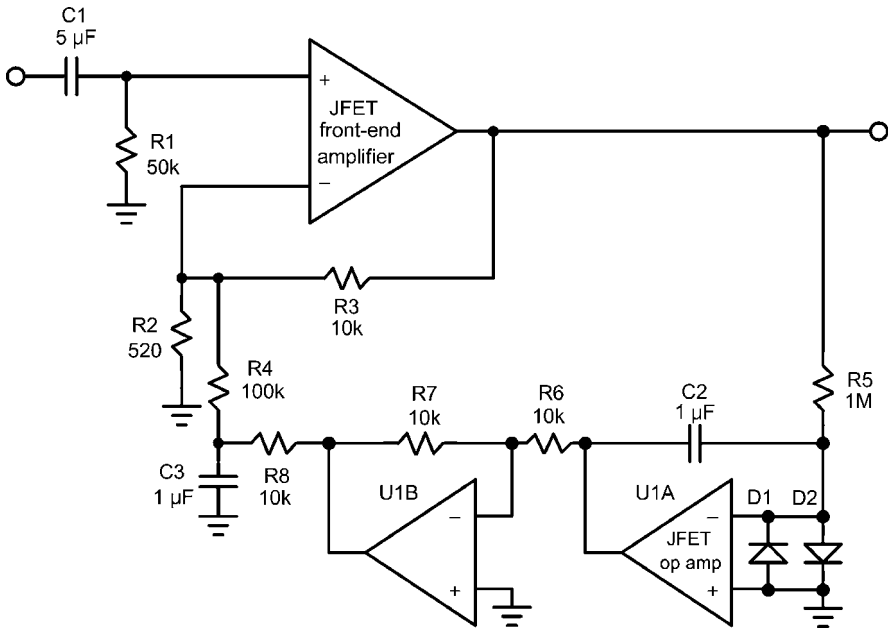 C1
5 µF
+
JFET
front-end
amplifier
−
R1
50k
R3
10k
R2
520
R4
100k
R7
10k
R6
10k
C2
1 µF
R5
1M
C3
1 µF
R8
10k
U1B
−
+
U1A
−
JFET
op amp
+
D1
D2